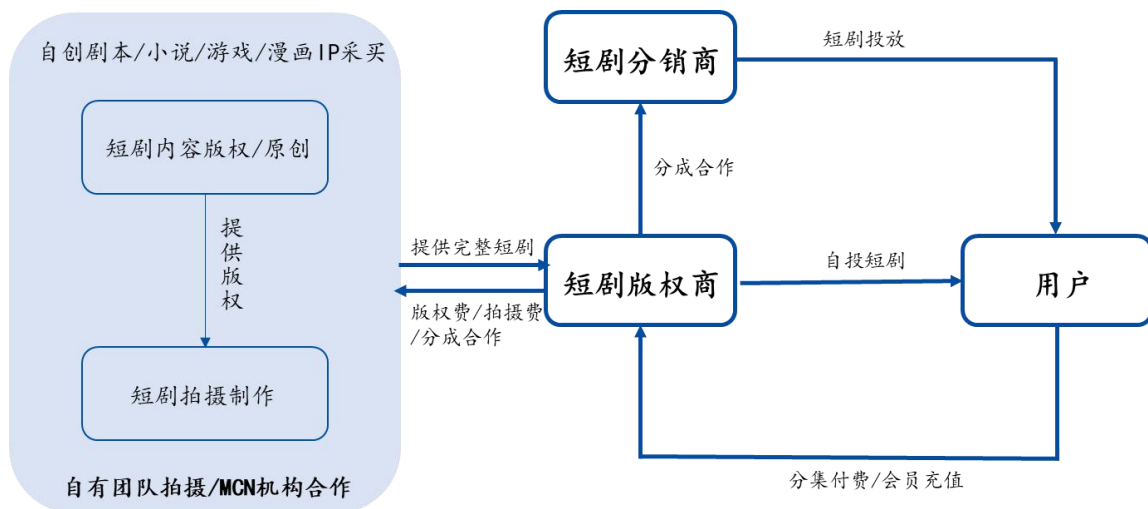 自创剧本/小说/游戏/漫画IP采买
短剧内容版权/原创
提供版权
短剧拍摄制作
自有团队拍摄/MCN机构合作
提供完整短剧
版权费/拍摄费
/分成合作
短剧分销商
分成合作
短剧版权商
短剧投放
自投短剧
用户
分集付费/会员充值